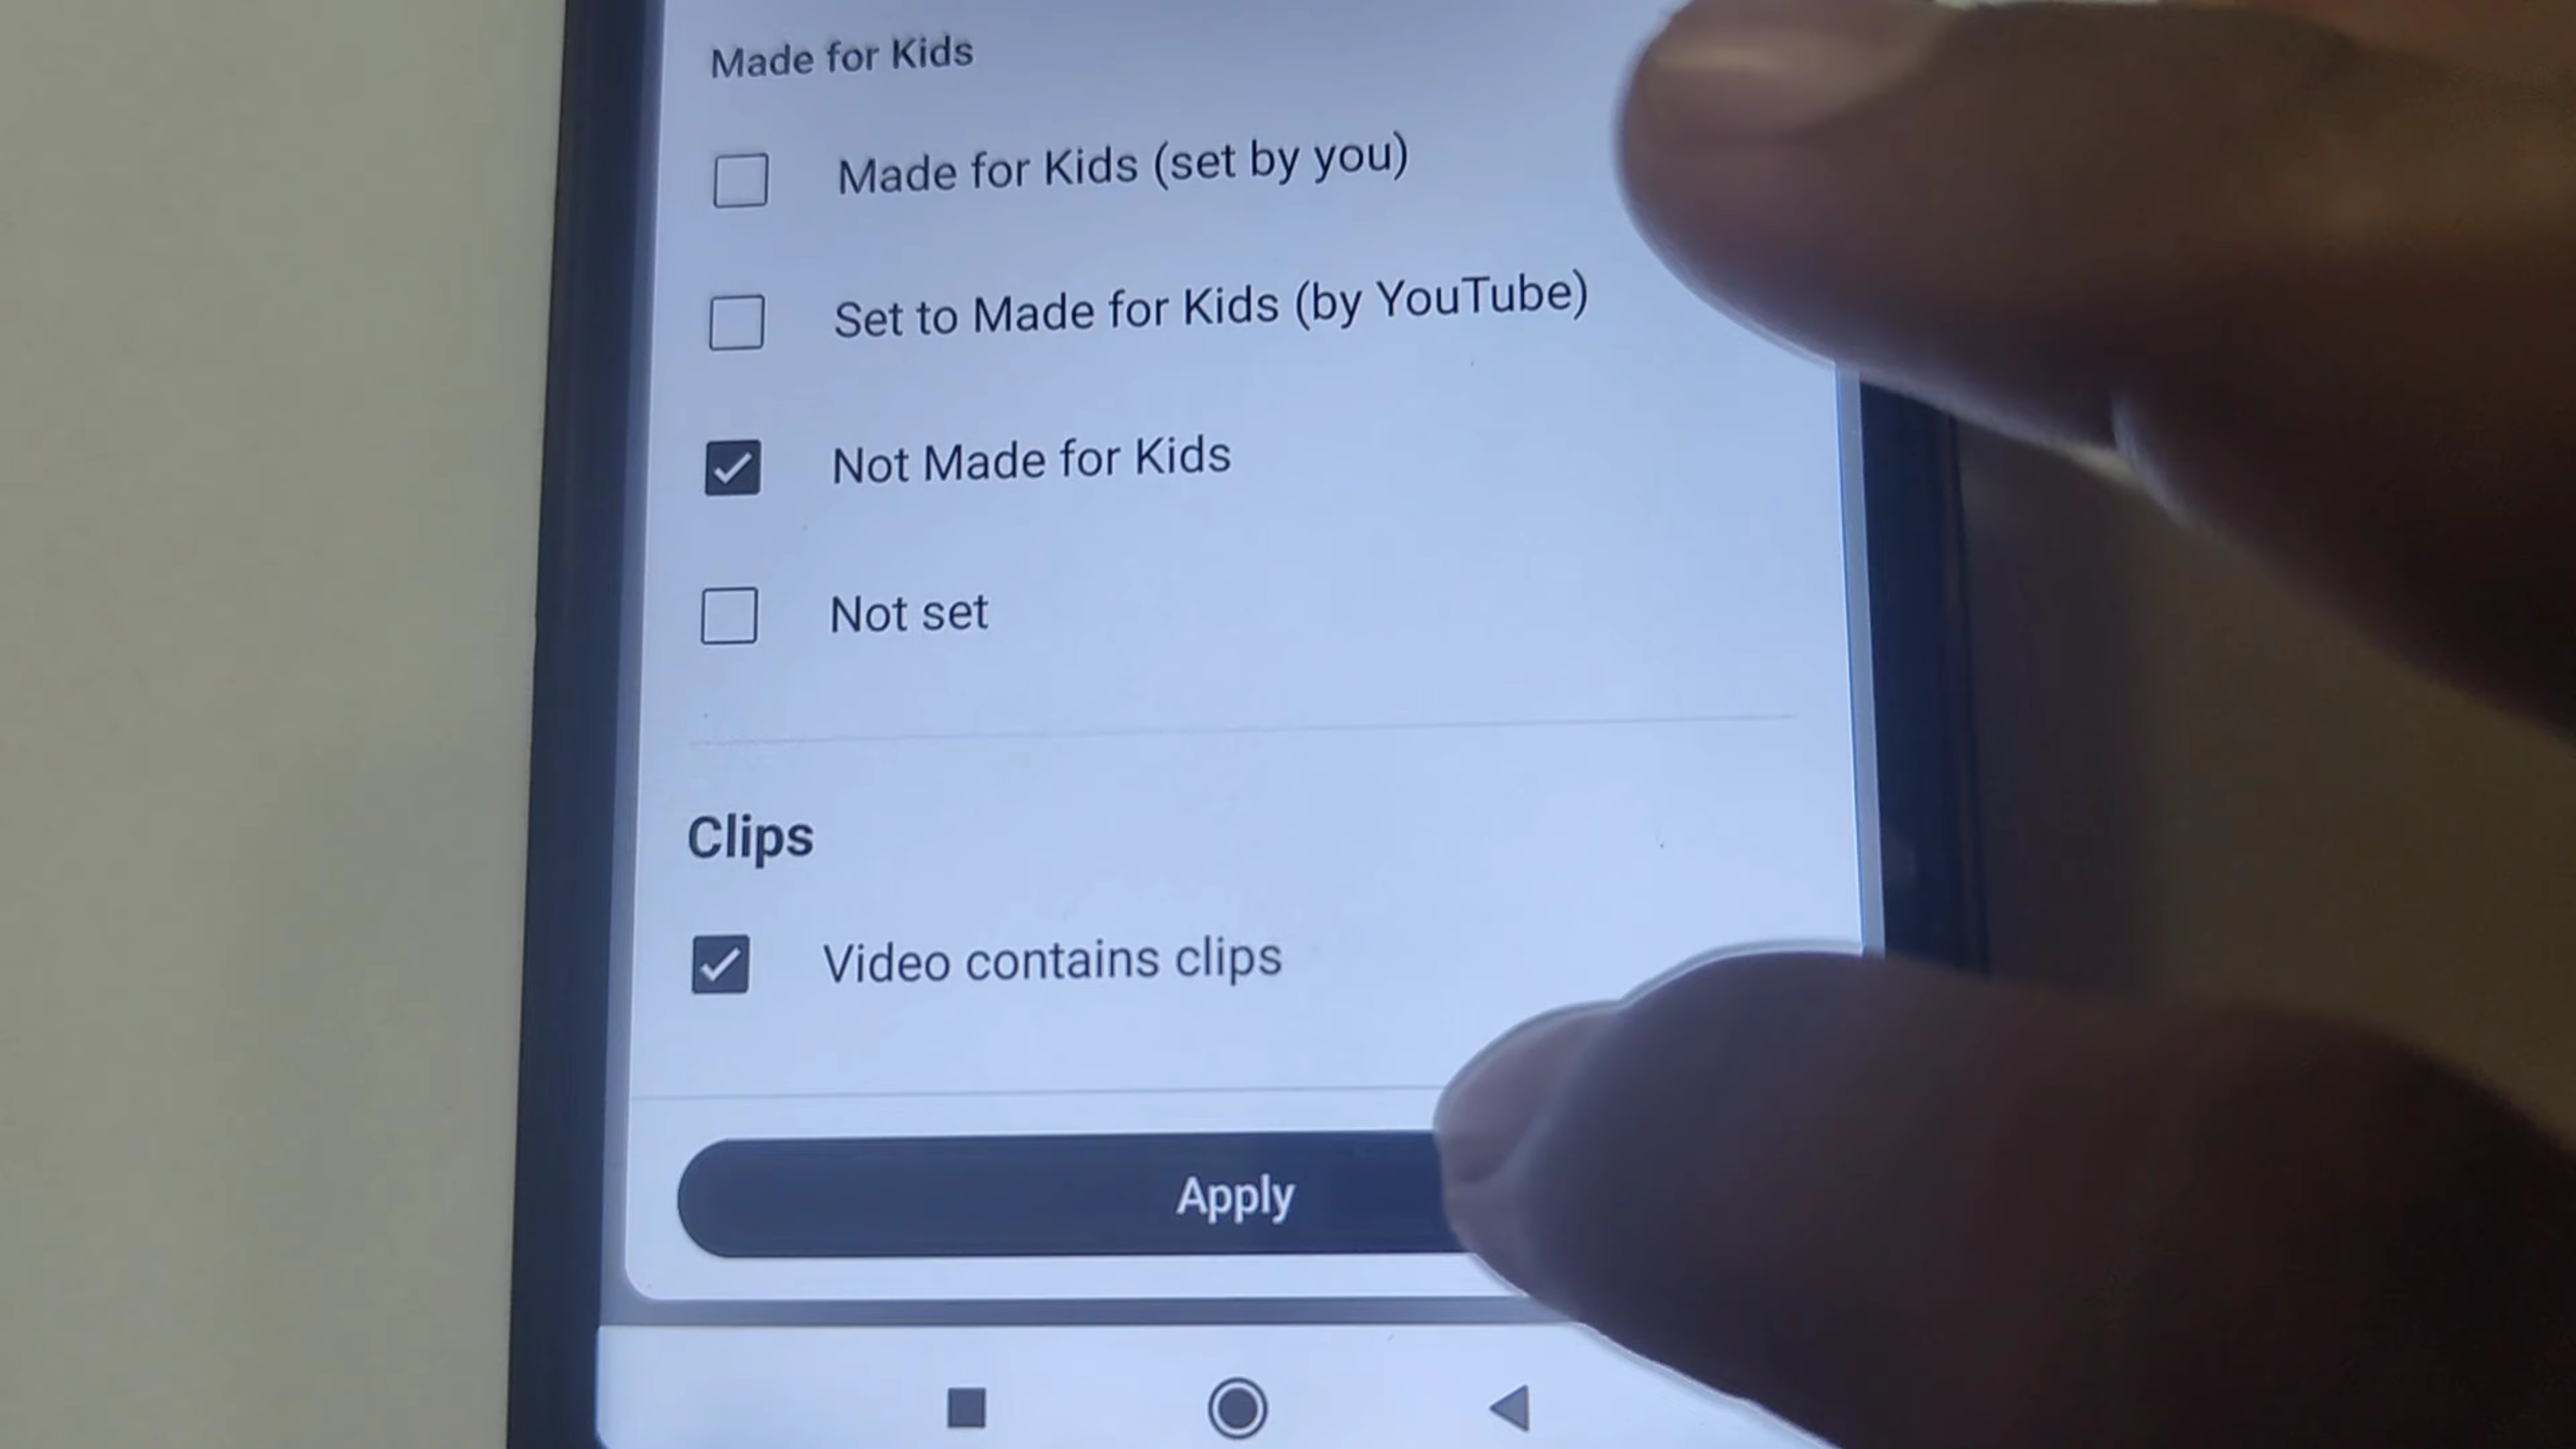 Made for Kids
Made for Kids (set by you)
Set to Made for Kids (by YouTube)
Not Made for Kids
Not set
Clips
Video contains clips
Apply